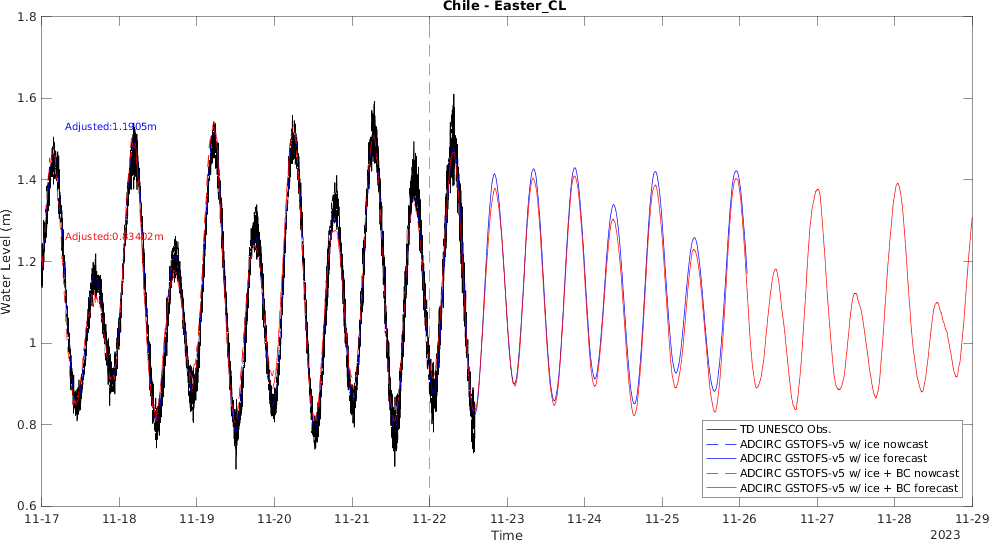 Chile - Easter_CL
1.8
1.6
1.4
1.2
1
0.8
0.6
Water Level (m)
Adjusted:1.1905m
Adjusted:0.83402m
TD UNESCO Obs.
ADCIRC GSTOFS-v5 w/ ice nowcast
ADCIRC GSTOFS-v5 w/ ice forecast
ADCIRC GSTOFS-v5 w/ ice + BC nowcast
ADCIRC GSTOFS-v5 w/ ice + BC forecast
11-17 11-18 11-19 11-20 11-21 11-22 11-23 11-24 11-25 11-26 11-27 11-28 11-29
Time
2023